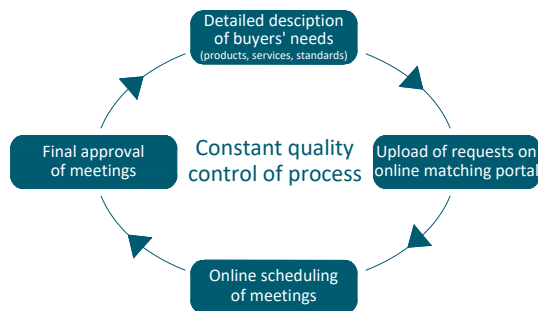 Detailed desciption
of buyers' needs
(products, services, standards)
Final approval
of meetings
Constant quality
control of process
Upload of requests on
online matching portal
Online scheduling
of meetings